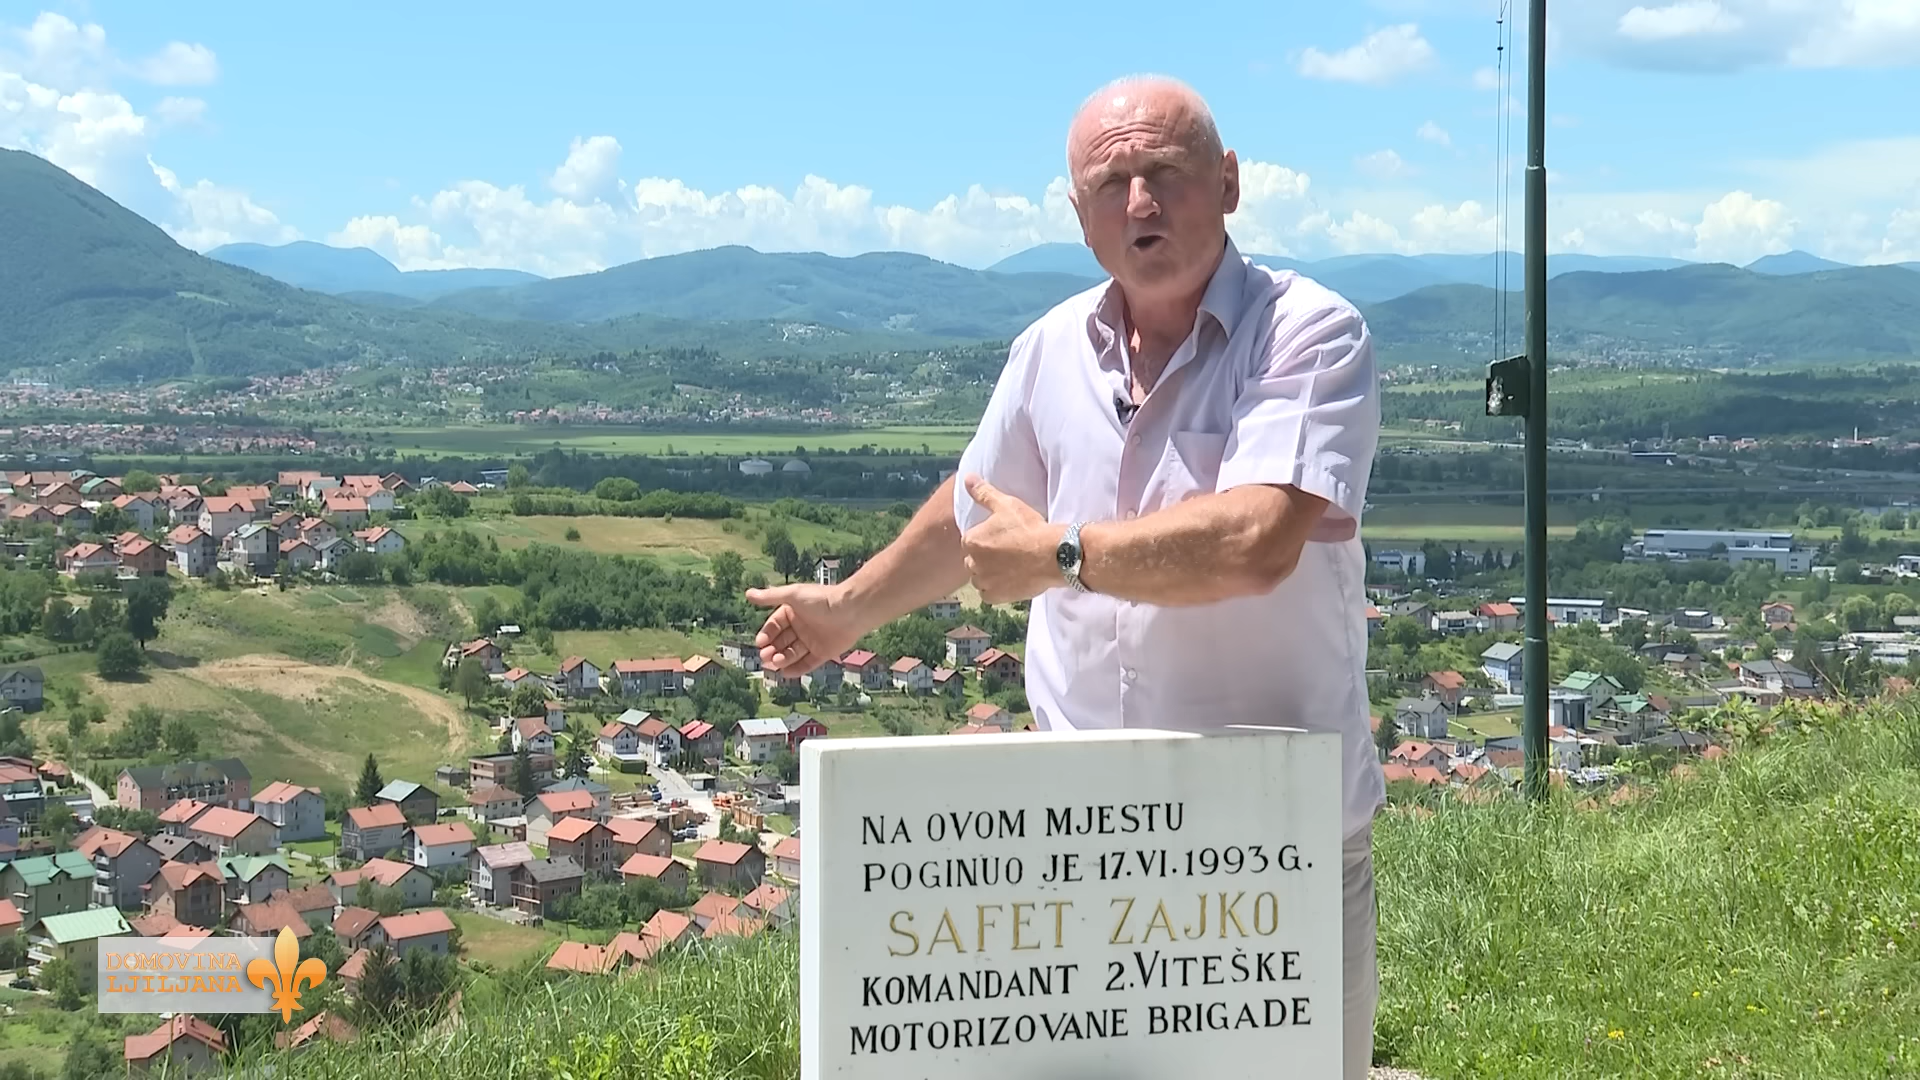 NA OVOM MJESTU
POGINUO JE 17.VI.1993 G.
SAFET ZAJKO
KOMANDANT 2.VITEŠKE
MOTORIZOVANE BRIGADE
DOMOVINA
LJILJANA